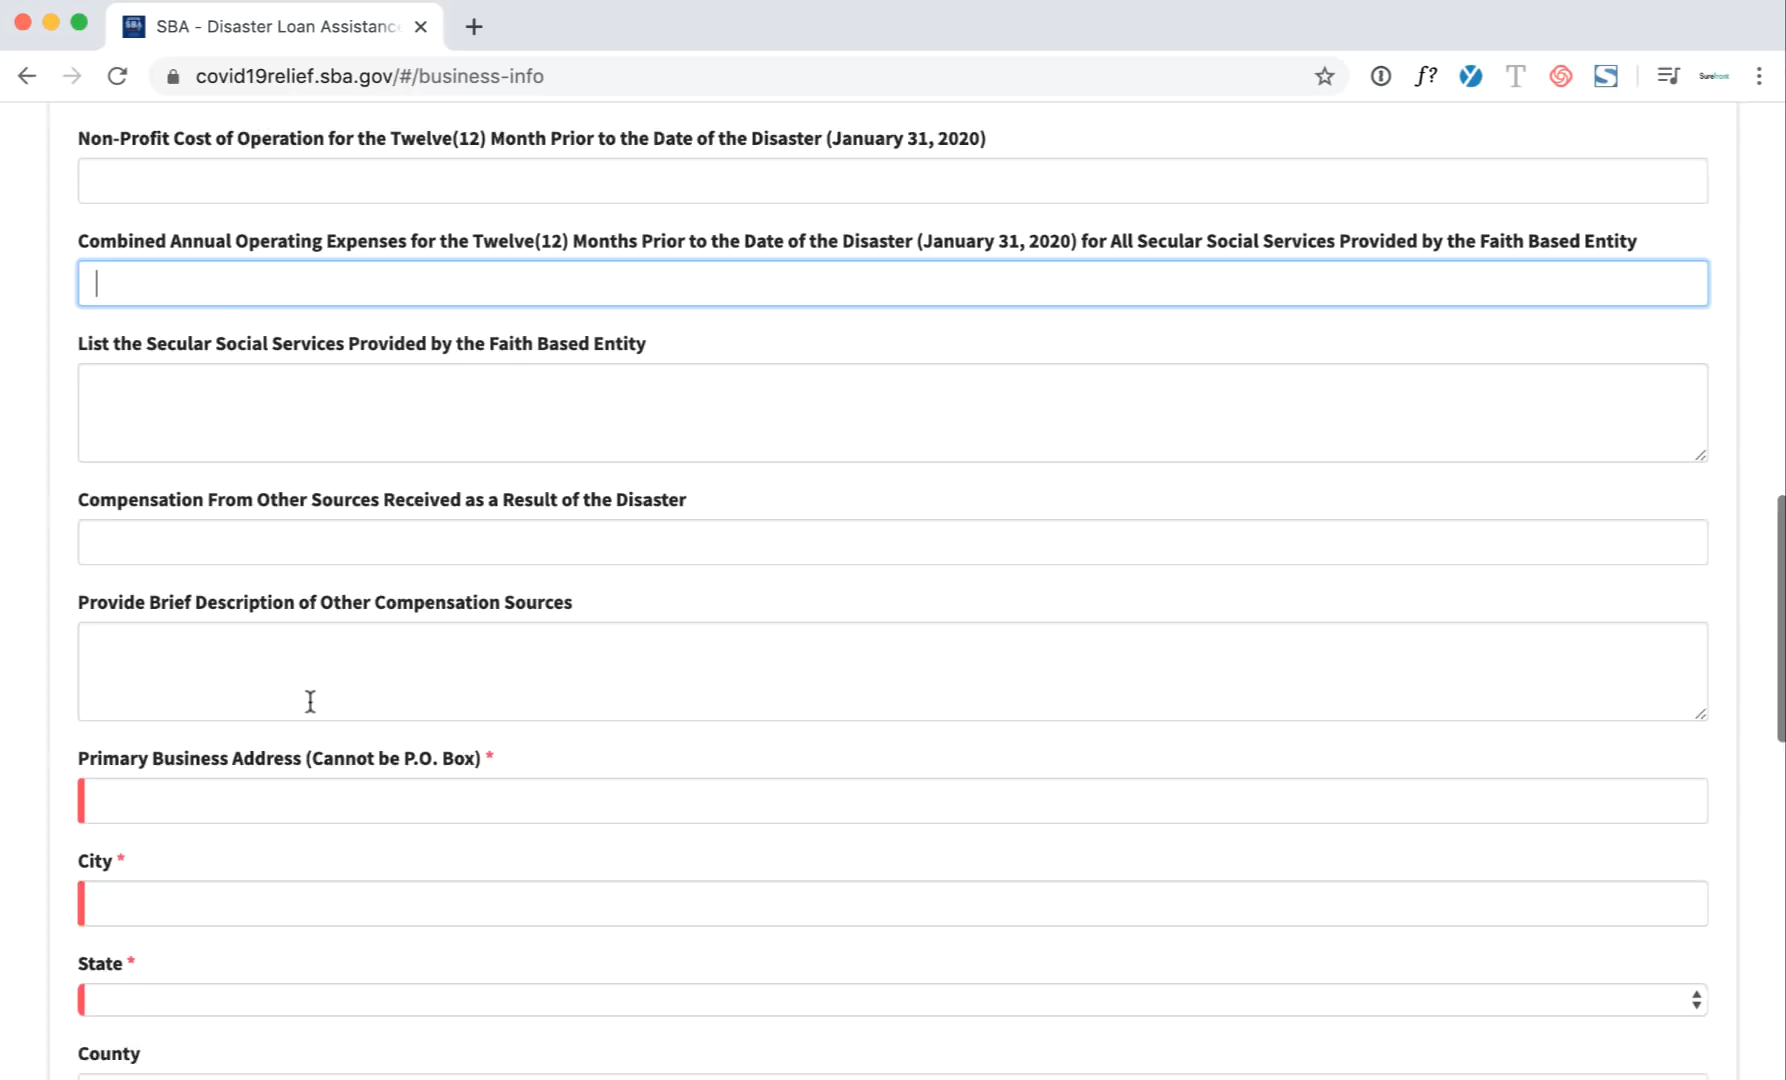 SBA - Disaster Loan Assistance
covid19relief.sba.gov/#/business-info
f?
T
Surefront
Non-Profit Cost of Operation for the Twelve(12) Month Prior to the Date of the Disaster (January 31, 2020)
Combined Annual Operating Expenses for the Twelve(12) Months Prior to the Date of the Disaster (January 31, 2020) for All Secular Social Services Provided by the Faith Based Entity
List the Secular Social Services Provided by the Faith Based Entity
Compensation From Other Sources Received as a Result of the Disaster
Provide Brief Description of Other Compensation Sources
Primary Business Address (Cannot be P.O. Box) *
City *
State *
County